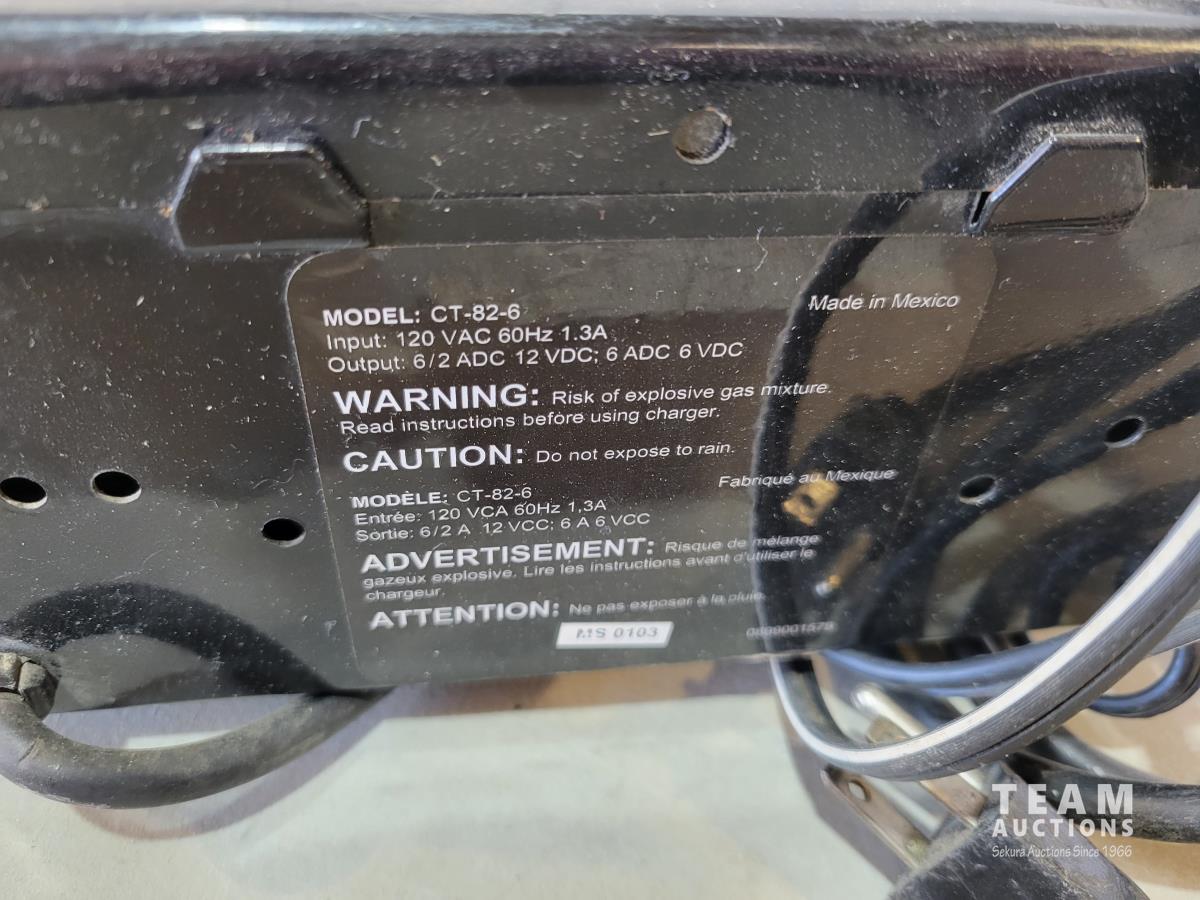 MODEL: CT-82-6
Made in Mexico
Input: 120 VAC 60Hz 1.3A
Output: 6/2 ADC 12 VDC; 6 ADC 6 VDC
WARNING: Risk of explosive gas mixture.
Read instructions before using charger.
CAUTION: Do not expose to rain.
Fabriqué au Mexique
MODÈLE: CT-82-6
Entrée: 120 VCA 60Hz 1,3A
Sortie: 6/2 A 12 VCC; 6 A 6 VCC
ADVERTISEMENT: Risque de mélange
gazeux explosive. Lire les instructions avant d'utiliser le
chargeur.
ATTENTION: Ne pas exposer à la pluie.
MS 0103
TEAM
AUCTIONS
Sekura Auctions Since 1966